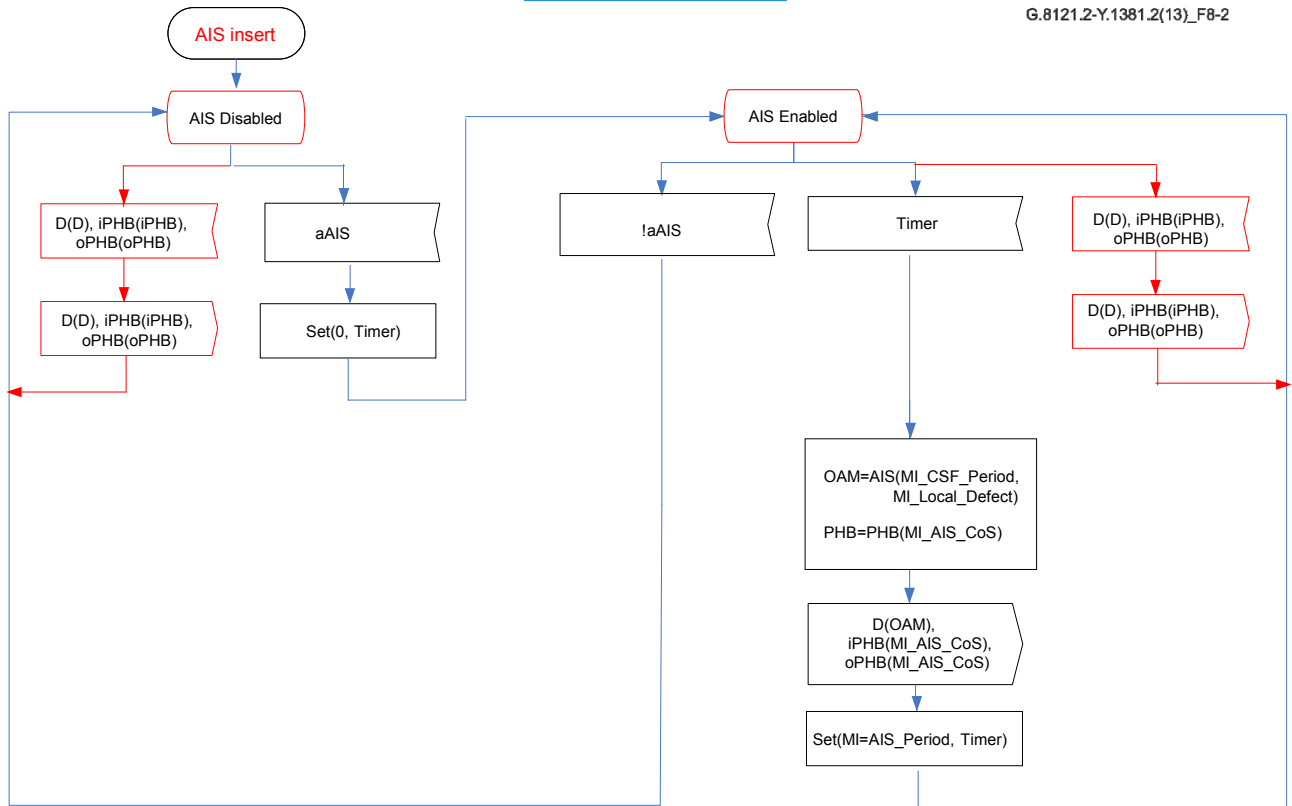 G.8121.2-Y.1381.2(13)_F8-2
AIS insert
AIS Disabled
AIS Enabled
D(D), iPHB(iPHB),
oPHB(oPHB)
aAIS
!aAIS
Timer
D(D), iPHB(iPHB),
oPHB(oPHB)
D(D), iPHB(iPHB),
oPHB(oPHB)
Set(0, Timer)
D(D), iPHB(iPHB),
oPHB(oPHB)
OAM=AIS(MI_CSF_Period,
MI_Local_Defect)
PHB=PHB(MI_AIS_CoS)
D(OAM),
iPHB(MI_AIS_CoS),
oPHB(MI_AIS_CoS)
Set(MI=AIS_Period, Timer)